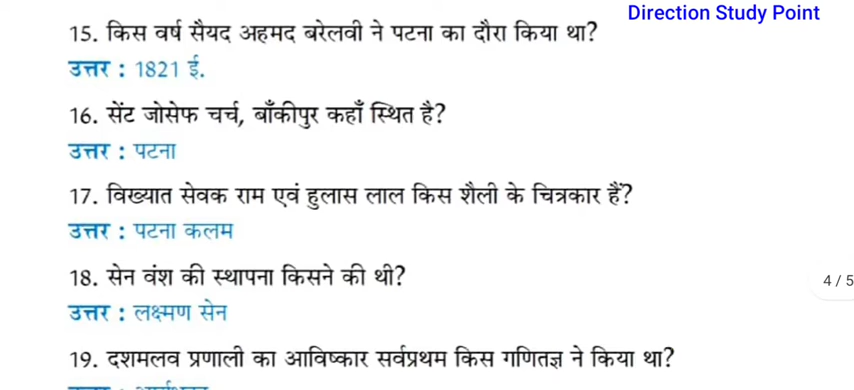 Direction Study Point
15. किस वर्ष सैयद अहमद बरेलवी ने पटना का दौरा किया था?
उत्तर : 1821 ई.
16. सेंट जोसेफ चर्च, बाँकीपुर कहाँ स्थित है?
उत्तर : पटना
17. विख्यात सेवक राम एवं हुलास लाल किस शैली के चित्रकार हैं?
उत्तर : पटना कलम
18. सेन वंश की स्थापना किसने की थी?
4 / 5
उत्तर : लक्ष्मण सेन
19. दशमलव प्रणाली का आविष्कार सर्वप्रथम किस गणितज्ञ ने किया था?